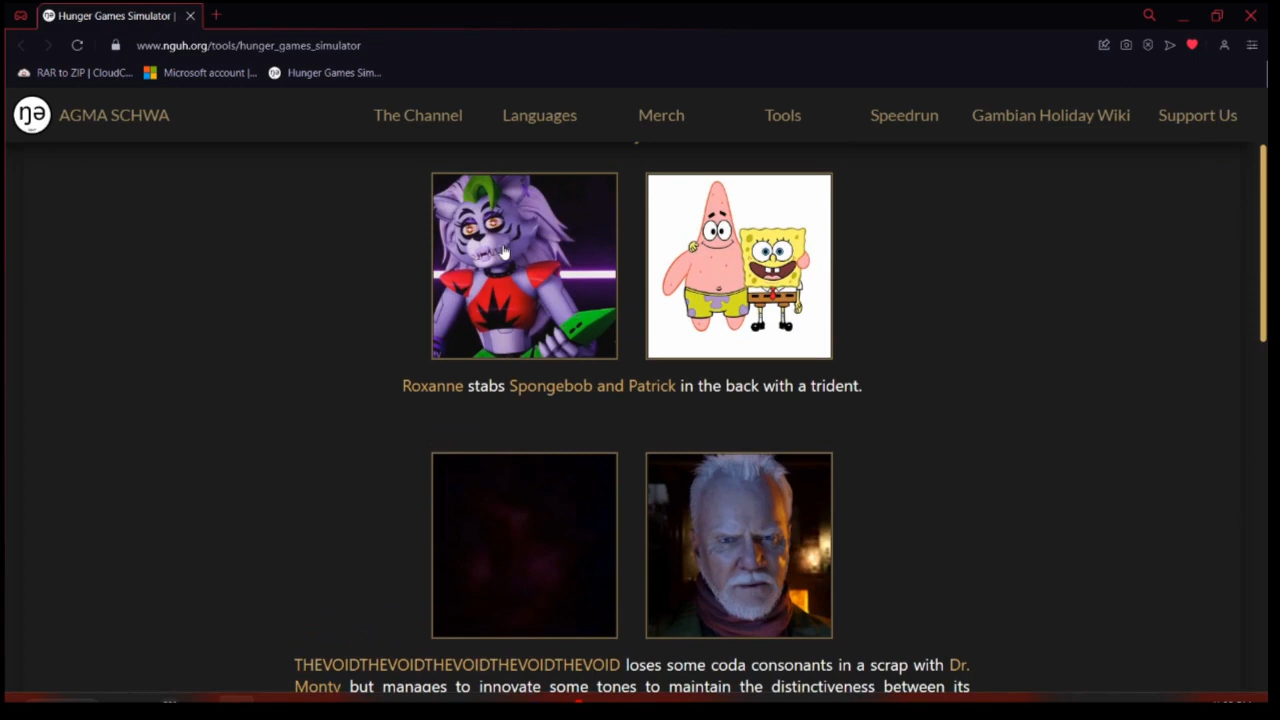 Hunger Games Simulator |
www.nguh.org/tools/hunger_games_simulator
RAR to ZIP | CloudC... Microsoft account |... Hunger Games Sim...
ŋə AGMA SCHWA The Channel Languages Merch Tools Speedrun Gambian Holiday Wiki Support Us
Roxanne stabs Spongebob and Patrick in the back with a trident.
THEVOIDTHEVOIDTHEVOIDTHEVOIDTHEVOID loses some coda consonants in a scrap with Dr.
Monty but manages to innovate some tones to maintain the distinctiveness between its